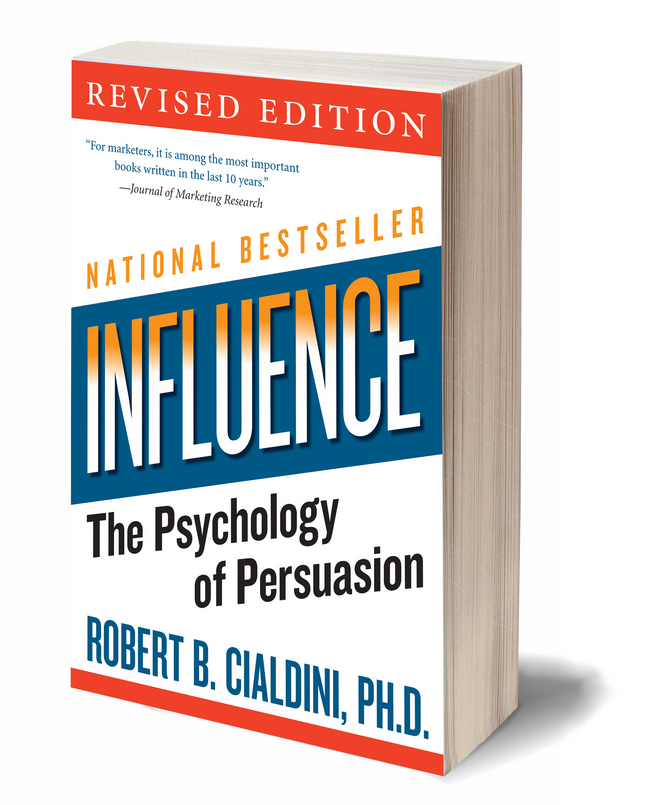 REVISED EDITION
“For marketers, it is among the most important
books written in the last 10 years.”
—Journal of Marketing Research
NATIONAL BESTSELLER
INFLUENCE
The Psychology
of Persuasion
ROBERT B. CIALDINI, PH.D.